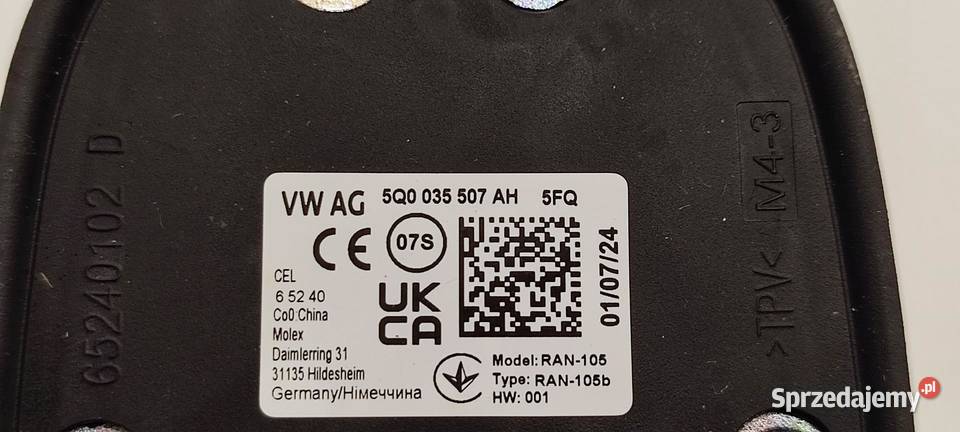 65240102 D
VW AG 5Q0 035 507 AH 5FQ
CE 07S
CEL
6 52 40
Co0:China
Molex
Daimlerring 31
31135 Hildesheim
Germany/Німеччина
UK
CA
Model: RAN-105
Type: RAN-105b
HW: 001
01/07/24
>TPV< M4-3
Sprzedajemy.pl